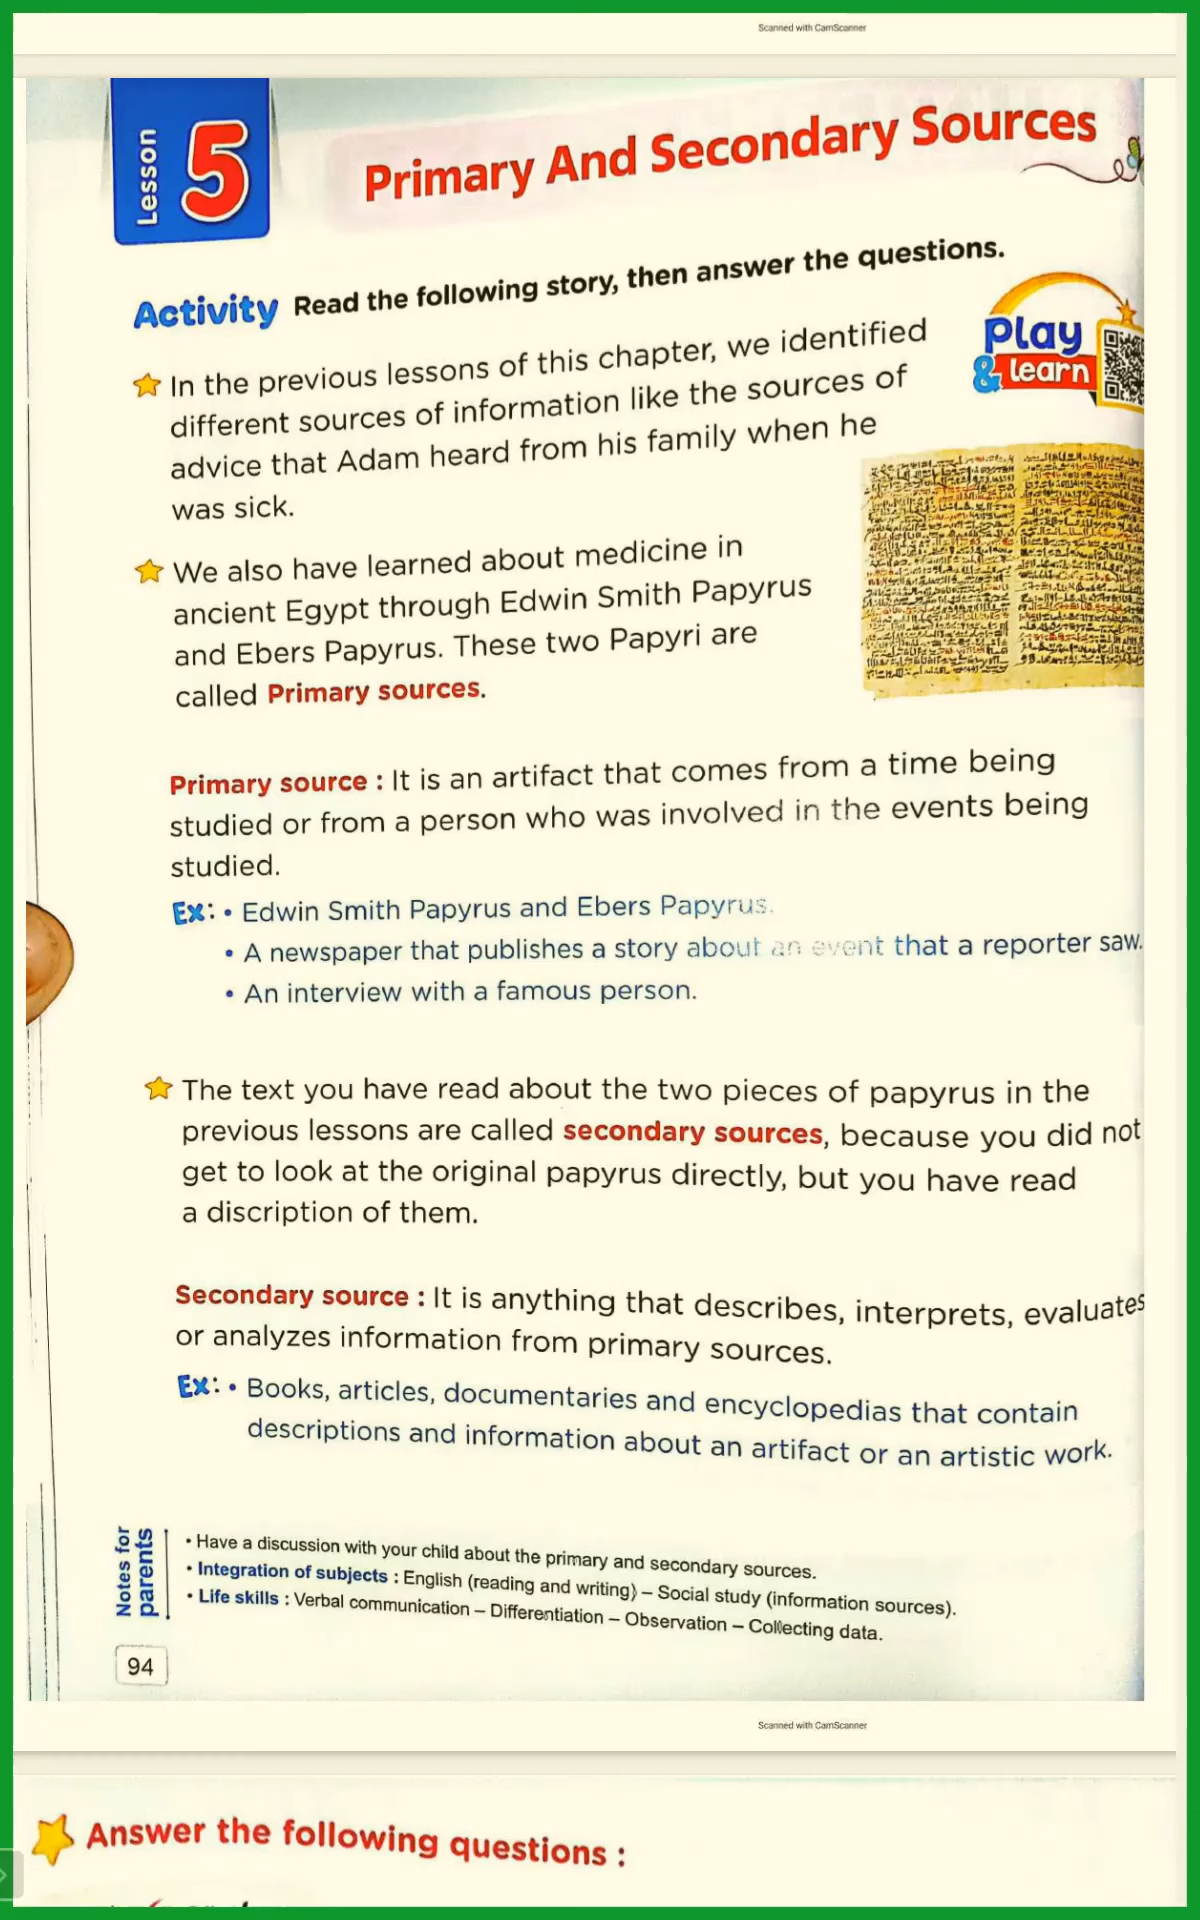 Scanned with CamScanner
Lesson
5
Primary And Secondary Sources
Activity Read the following story, then answer the questions.
Play
& learn
In the previous lessons of this chapter, we identified
different sources of information like the sources of
advice that Adam heard from his family when he
was sick.
We also have learned about medicine in
ancient Egypt through Edwin Smith Papyrus
and Ebers Papyrus. These two Papyri are
called Primary sources.
Primary source : It is an artifact that comes from a time being
studied or from a person who was involved in the events being
studied.
Ex: • Edwin Smith Papyrus and Ebers Papyrus.
• A newspaper that publishes a story about an event that a reporter saw.
• An interview with a famous person.
The text you have read about the two pieces of papyrus in the
previous lessons are called secondary sources, because you did not
get to look at the original papyrus directly, but you have read
a discription of them.
Secondary source : It is anything that describes, interprets, evaluates
or analyzes information from primary sources.
Ex: • Books, articles, documentaries and encyclopedias that contain
descriptions and information about an artifact or an artistic work.
Notes for
parents
• Have a discussion with your child about the primary and secondary sources.
• Integration of subjects : English (reading and writing) – Social study (information sources).
• Life skills : Verbal communication – Differentiation – Observation – Collecting data.
94
Scanned with CamScanner
Answer the following questions :